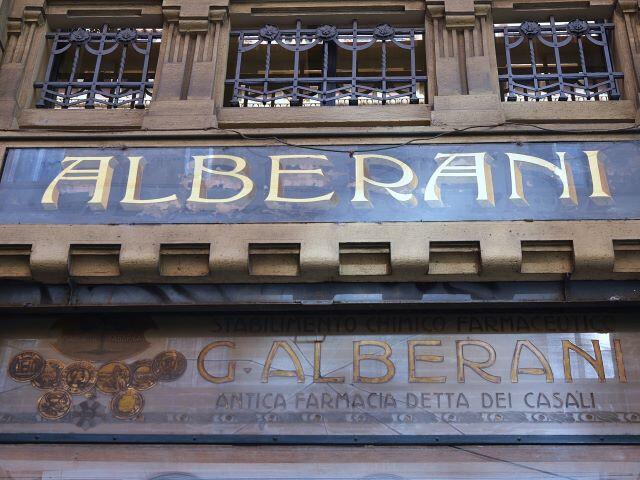 ALBERANI
STABILIMENTO CHIMICO FARMACEUTICO
G. ALBERANI
ANTICA FARMACIA DETTA DEI CASALI